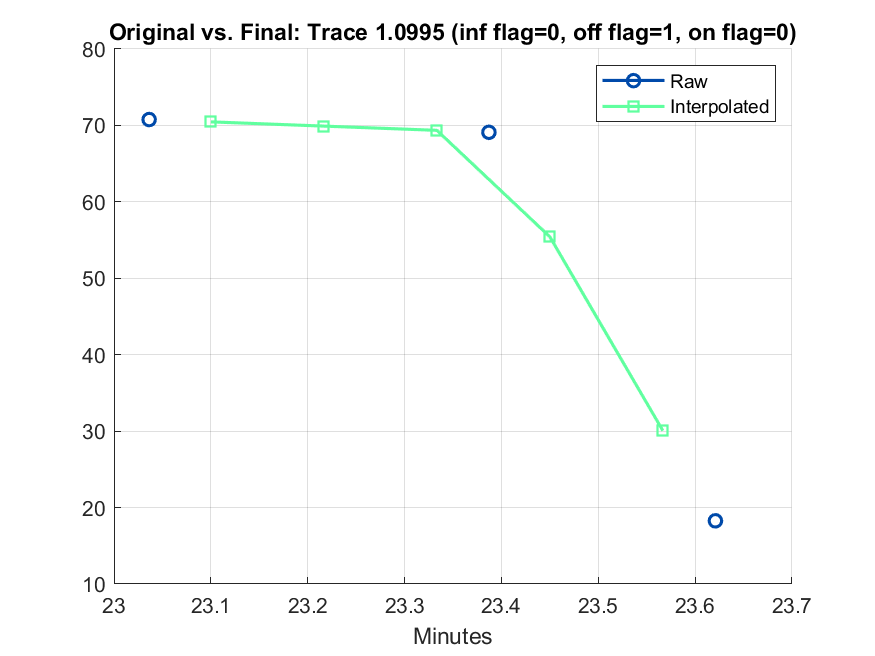 Original vs. Final: Trace 1.0995 (inf flag=0, off flag=1, on flag=0)
Raw
Interpolated
80
70
60
50
40
30
20
10
23 23.1 23.2 23.3 23.4 23.5 23.6 23.7
Minutes